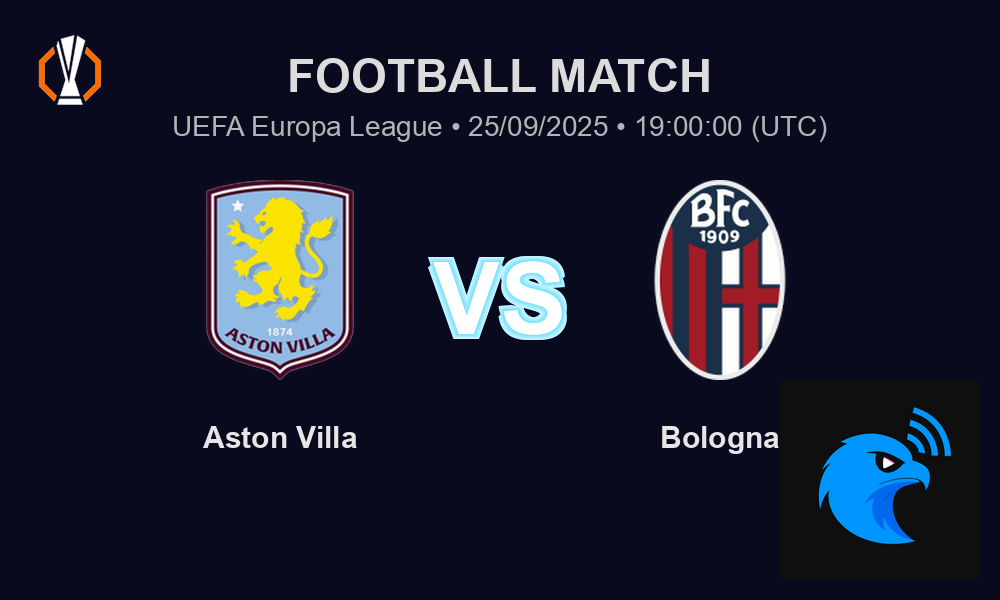 FOOTBALL MATCH
UEFA Europa League • 25/09/2025 • 19:00:00 (UTC)
1874
ASTON VILLA
BFC
1909
VS
Aston Villa
Bologna